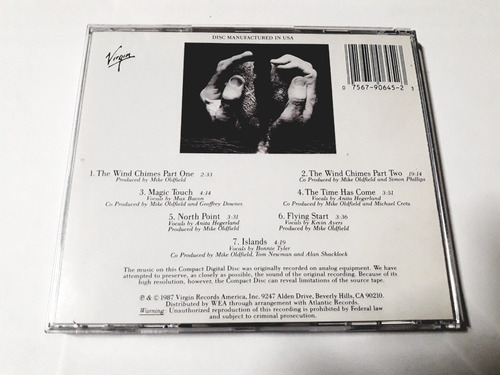 DISC MANUFACTURED IN USA
Virgin
0 7567-90645-2 3
1. The Wind Chimes Part One 2:33
Produced by Mike Oldfield
2. The Wind Chimes Part Two 19:14
Co Produced by Mike Oldfield and Simon Phillips
3. Magic Touch 4:14
Vocals by Max Bacon
Co Produced by Mike Oldfield and Geoffrey Downes
4. The Time Has Come 3:51
Vocals by Anita Hegerland
Co Produced by Mike Oldfield and Michael Cretu
5. North Point 3:31
Vocals by Anita Hegerland
Produced by Mike Oldfield
6. Flying Start 3:36
Vocals by Kevin Ayers
Produced by Mike Oldfield
7. Islands 4:19
Vocals by Bonnie Tyler
Co Produced by Mike Oldfield, Tom Newman and Alan Shacklock
The music on this Compact Digital Disc was originally recorded on analog equipment. We have
attempted to preserve, as closely as possible, the sound of the original recording. Because of its
high resolution, however, the Compact Disc can reveal limitations of the source tape.
℗ & © 1987 Virgin Records America, Inc. 9247 Alden Drive, Beverly Hills, CA 90210.
Distributed by WEA through arrangement with Atlantic Records.
Warning: Unauthorized reproduction of this recording is prohibited by Federal law
and subject to criminal prosecution.